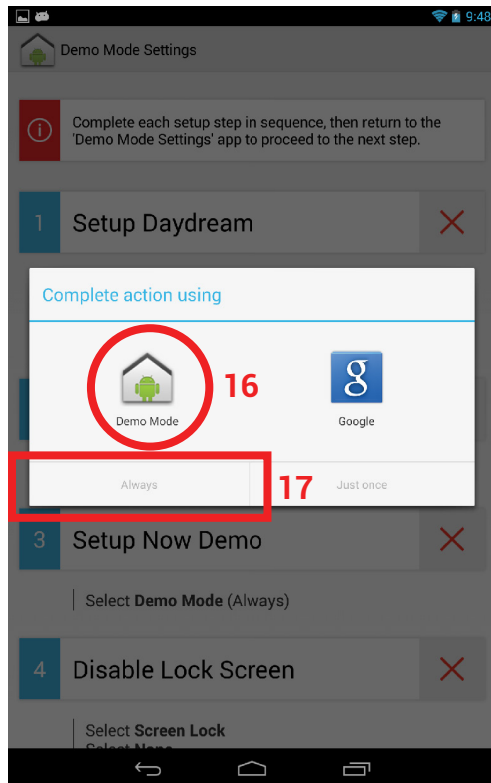 9:48
Demo Mode Settings
Complete each setup step in sequence, then return to the
'Demo Mode Settings' app to proceed to the next step.
1 Setup Daydream
Complete action using
g
Demo Mode
16
Google
Always
17
Just once
3 Setup Now Demo
Select Demo Mode (Always)
4 Disable Lock Screen
Select Screen Lock
Select None